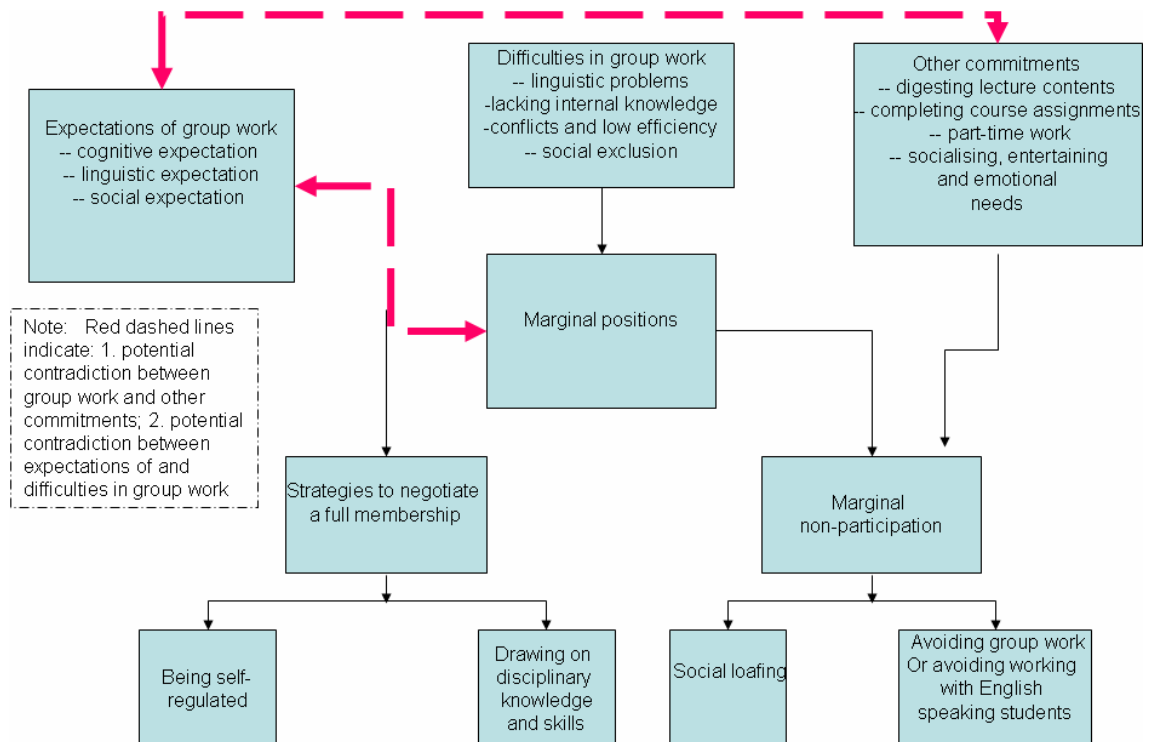 Expectations of group work
-- cognitive expectation
-- linguistic expectation
-- social expectation
Difficulties in group work
-- linguistic problems
-lacking internal knowledge
-conflicts and low efficiency
-- social exclusion
Other commitments
-- digesting lecture contents
-- completing course assignments
-- part-time work
-- socialising, entertaining
and emotional
needs
Marginal positions
Note: Red dashed lines
indicate: 1. potential
contradiction between
group work and other
commitments; 2. potential
contradiction between
expectations of and
difficulties in group work
Strategies to negotiate
a full membership
Marginal
non-participation
Being self-
regulated
Drawing on
disciplinary
knowledge
and skills
Social loafing
Avoiding group work
Or avoiding working
with English
speaking students